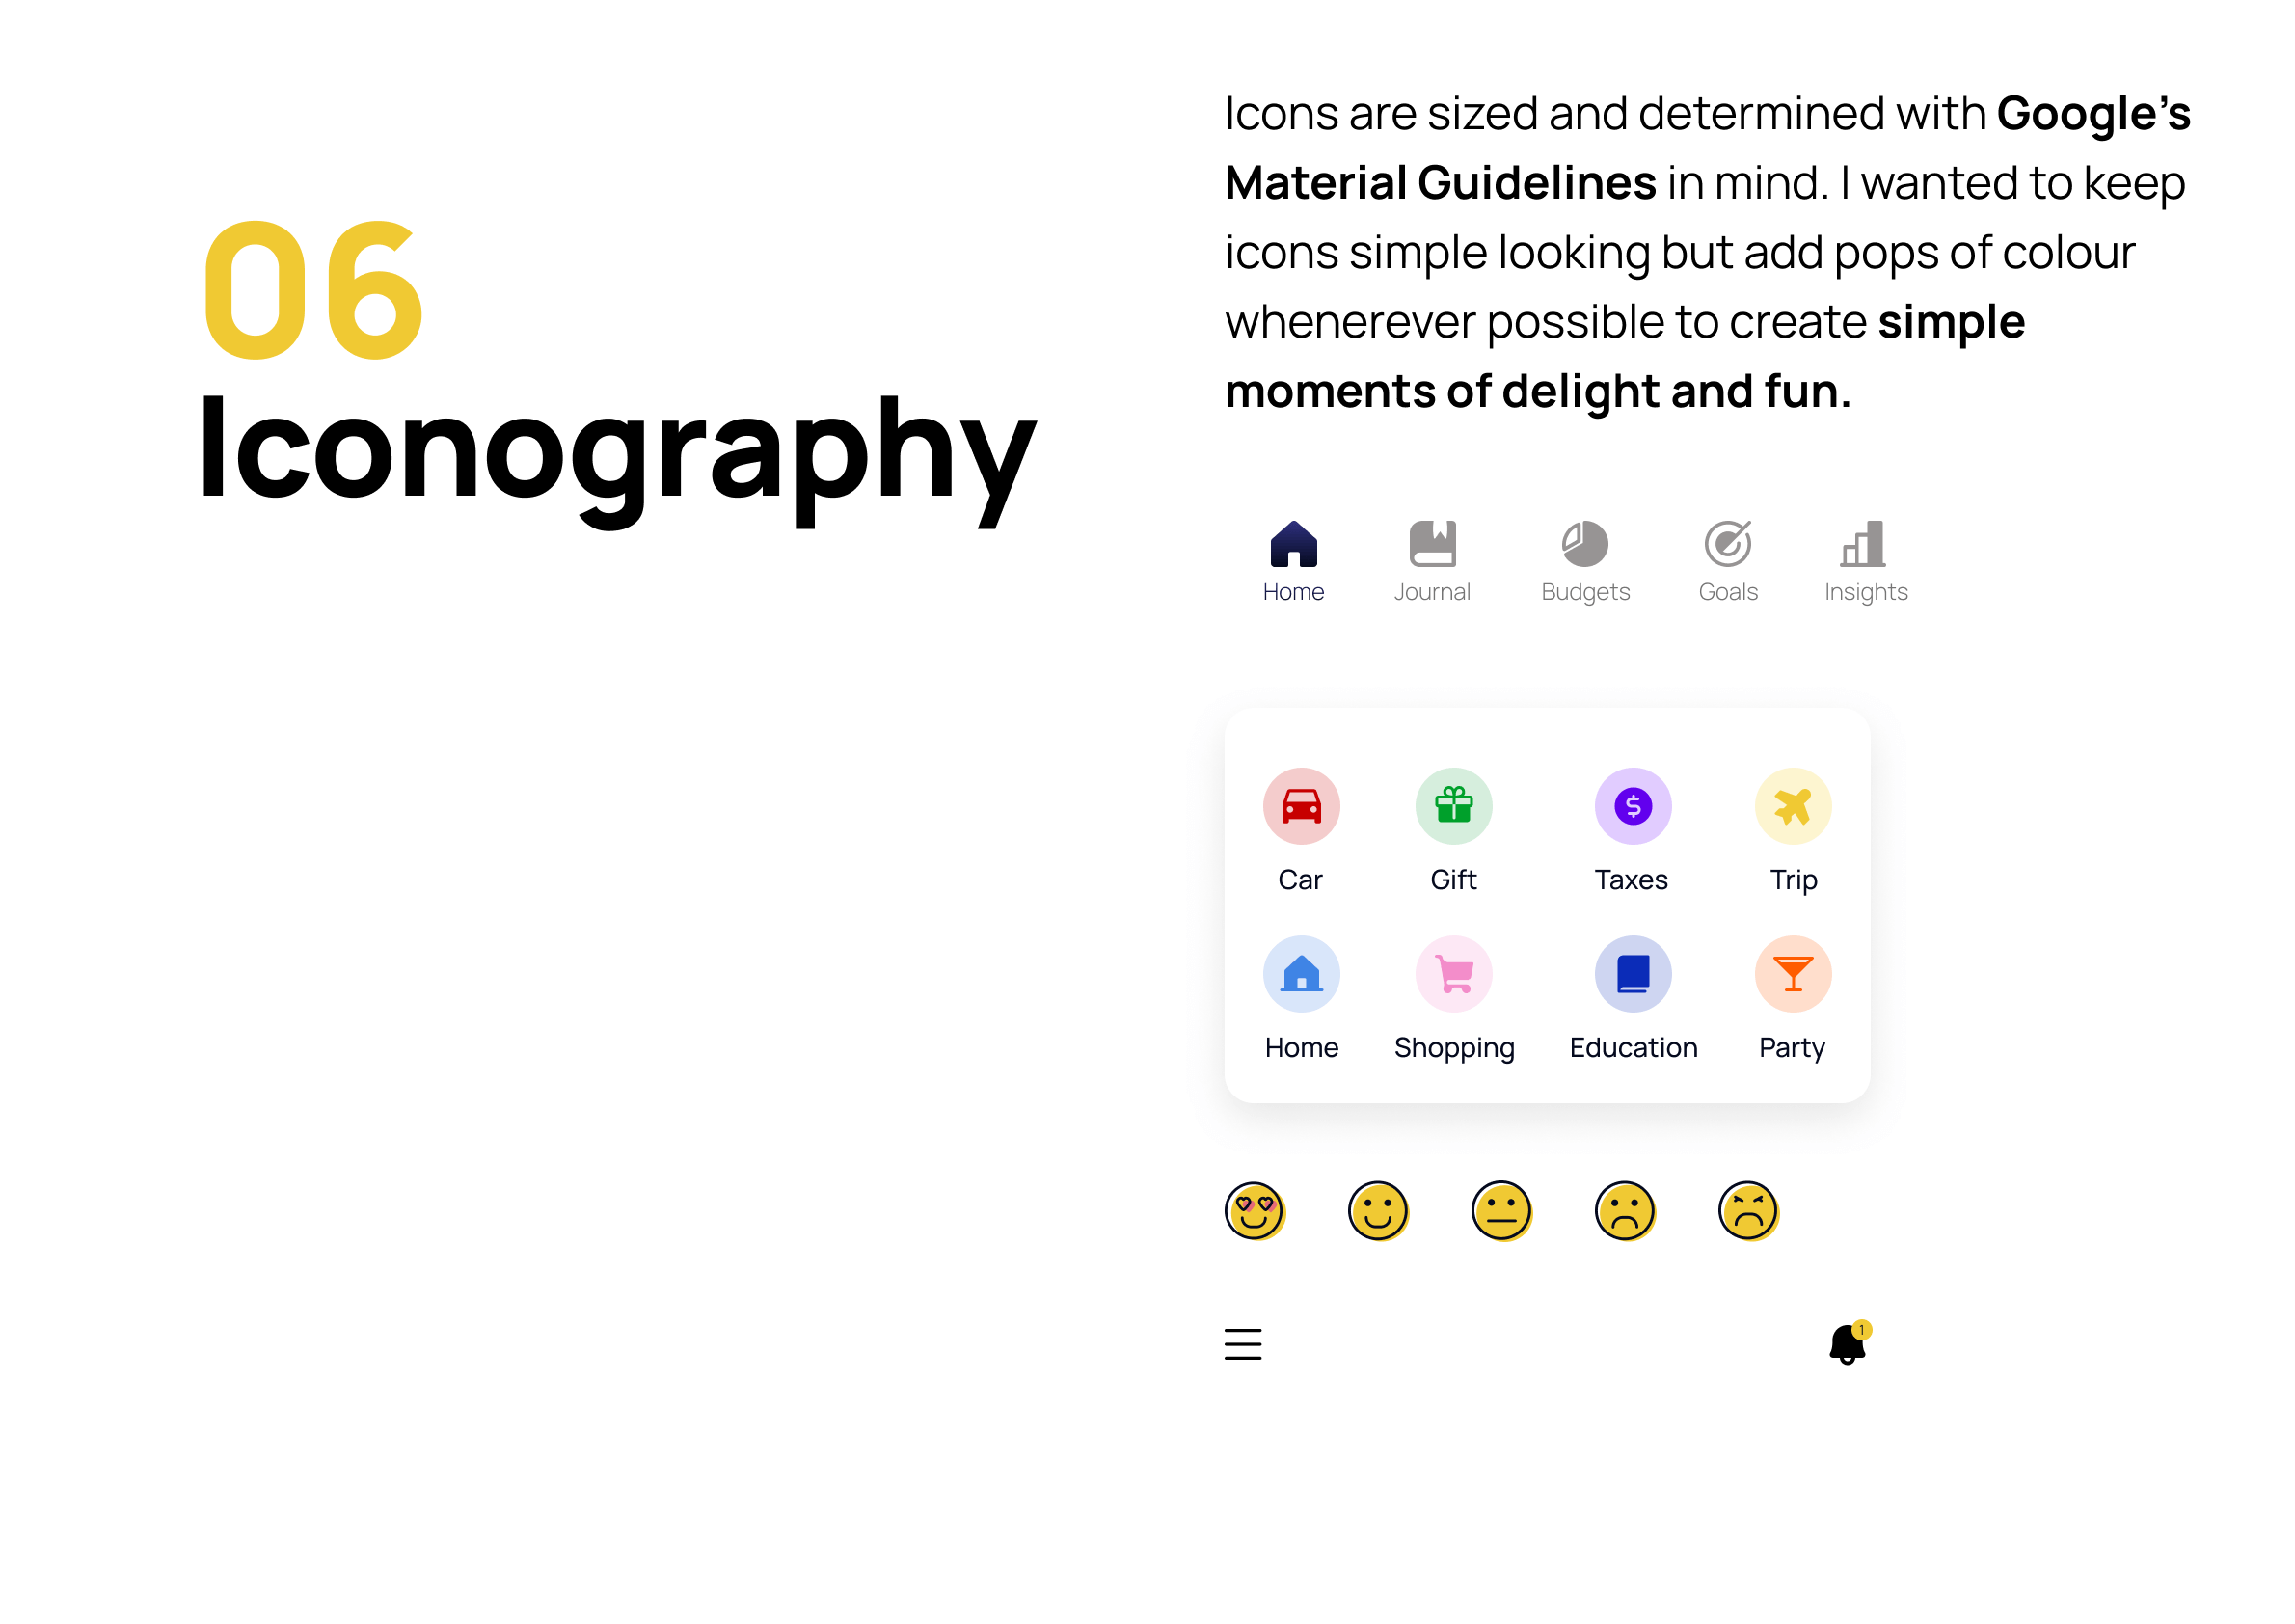 06
Iconography
Icons are sized and determined with Google's
Material Guidelines in mind. I wanted to keep
icons simple looking but add pops of colour
whenerever possible to create simple
moments of delight and fun.
Home Journal Budgets Goals Insights
$
Car Gift Taxes Trip
Home Shopping Education Party
1